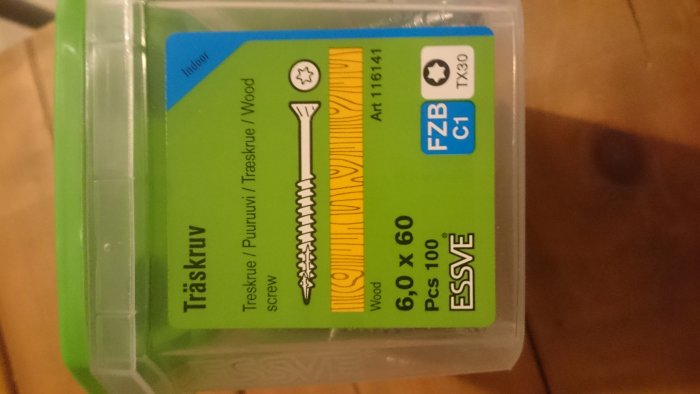 Indoor
Träskruv
Treskrue / Puuruuvi / Træskrue / Wood
screw
Wood
6,0 x 60
Pcs 100
ESSVE®
Art 116141
FZB
C1
TX30
ESSVE